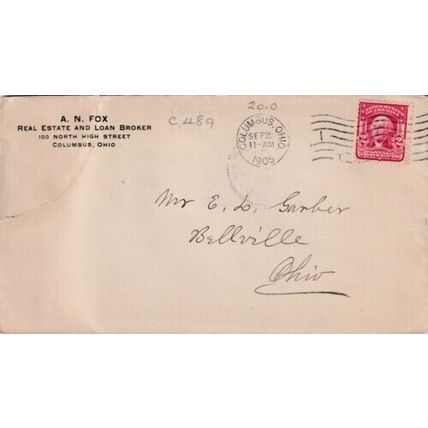 A. N. FOX
REAL ESTATE AND LOAN BROKER
100 NORTH HIGH STREET
COLUMBUS, OHIO
C489
20.0
COLUMBUS, OHIO
SEP 2
11-AM
1905
Mr E. D. Garber
Bellville
Ohio